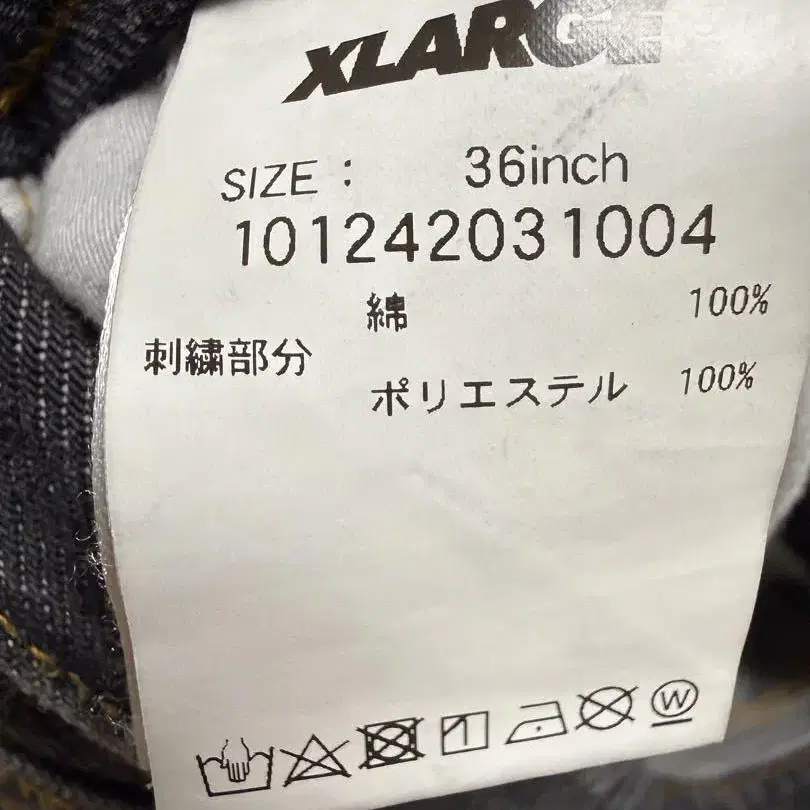 XLARGE
SIZE : 36inch
101242031004
綿 100%
刺繍部分
ポリエステル 100%
W